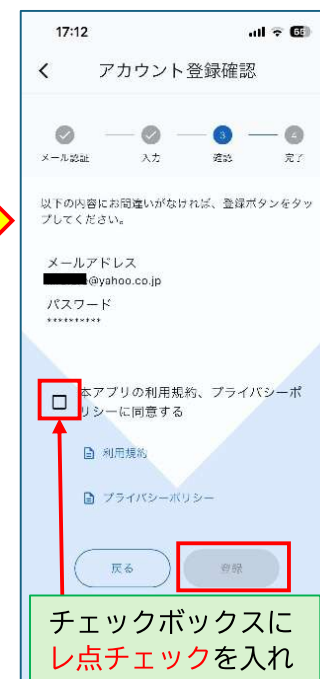 17:12
65
アカウント登録確認
3
4
メール認証
入力
確認
完了
以下の内容にお間違いがなければ、登録ボタンをタッ
プしてください。
メールアドレス
@yahoo.co.jp
パスワード
**********
本アプリの利用規約、プライバシーポ
リシーに同意する
利用規約
プライバシーポリシー
戻る
登録
チェックボックスに
レ点チェックを入れ